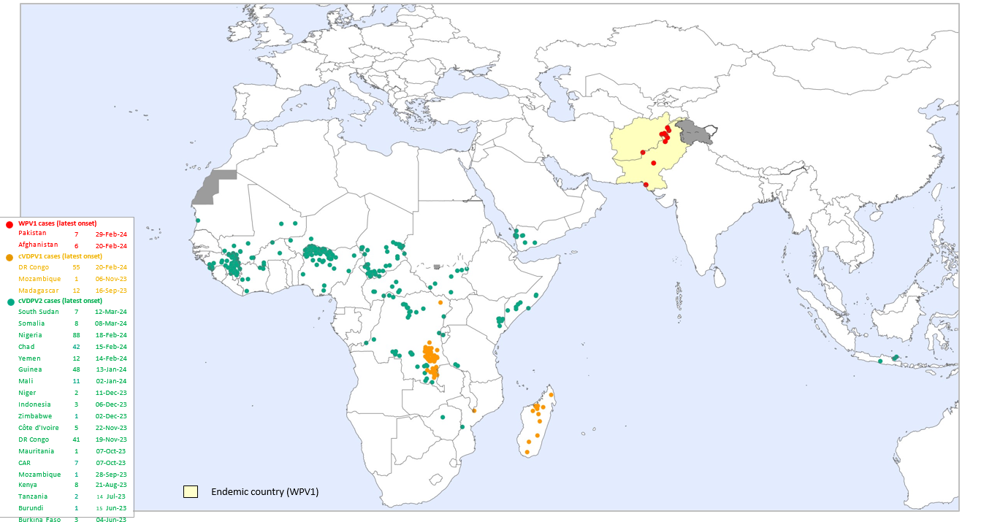 WPV1 cases (latest onset)
Pakistan 7 29-Feb-24
Afghanistan 6 20-Feb-24
cVDPV1 cases (latest onset)
DR Congo 55 20-Feb-24
Mozambique 1 06-Nov-23
Madagascar 12 16-Sep-23
cVDPV2 cases (latest onset)
South Sudan 7 12-Mar-24
Somalia 8 08-Mar-24
Nigeria 88 18-Feb-24
Chad 42 15-Feb-24
Yemen 12 14-Feb-24
Guinea 48 13-Jan-24
Mali 11 02-Jan-24
Niger 2 11-Dec-23
Indonesia 3 06-Dec-23
Zimbabwe 1 02-Dec-23
Côte d'Ivoire 5 22-Nov-23
DR Congo 41 19-Nov-23
Mauritania 1 07-Oct-23
CAR 7 07-Oct-23
Mozambique 1 28-Sep-23
Kenya 8 21-Aug-23
Tanzania 2 14 Jul-23
Burundi 1 15 Jun-23
Burkina Faso 3 04-Jun-23
Endemic country (WPV1)